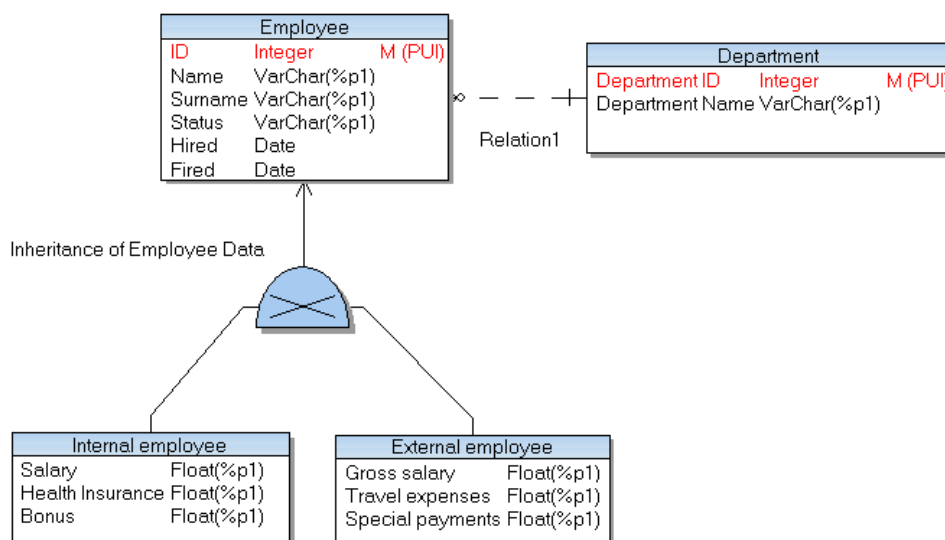 Employee
ID Integer M (PUI)
Name VarChar(%p1)
Surname VarChar(%p1)
Status VarChar(%p1)
Hired Date
Fired Date
Department
Department ID Integer M (PUI)
Department Name VarChar(%p1)
Relation1
Inheritance of Employee Data
Internal employee
Salary Float(%p1)
Health Insurance Float(%p1)
Bonus Float(%p1)
External employee
Gross salary Float(%p1)
Travel expenses Float(%p1)
Special payments Float(%p1)